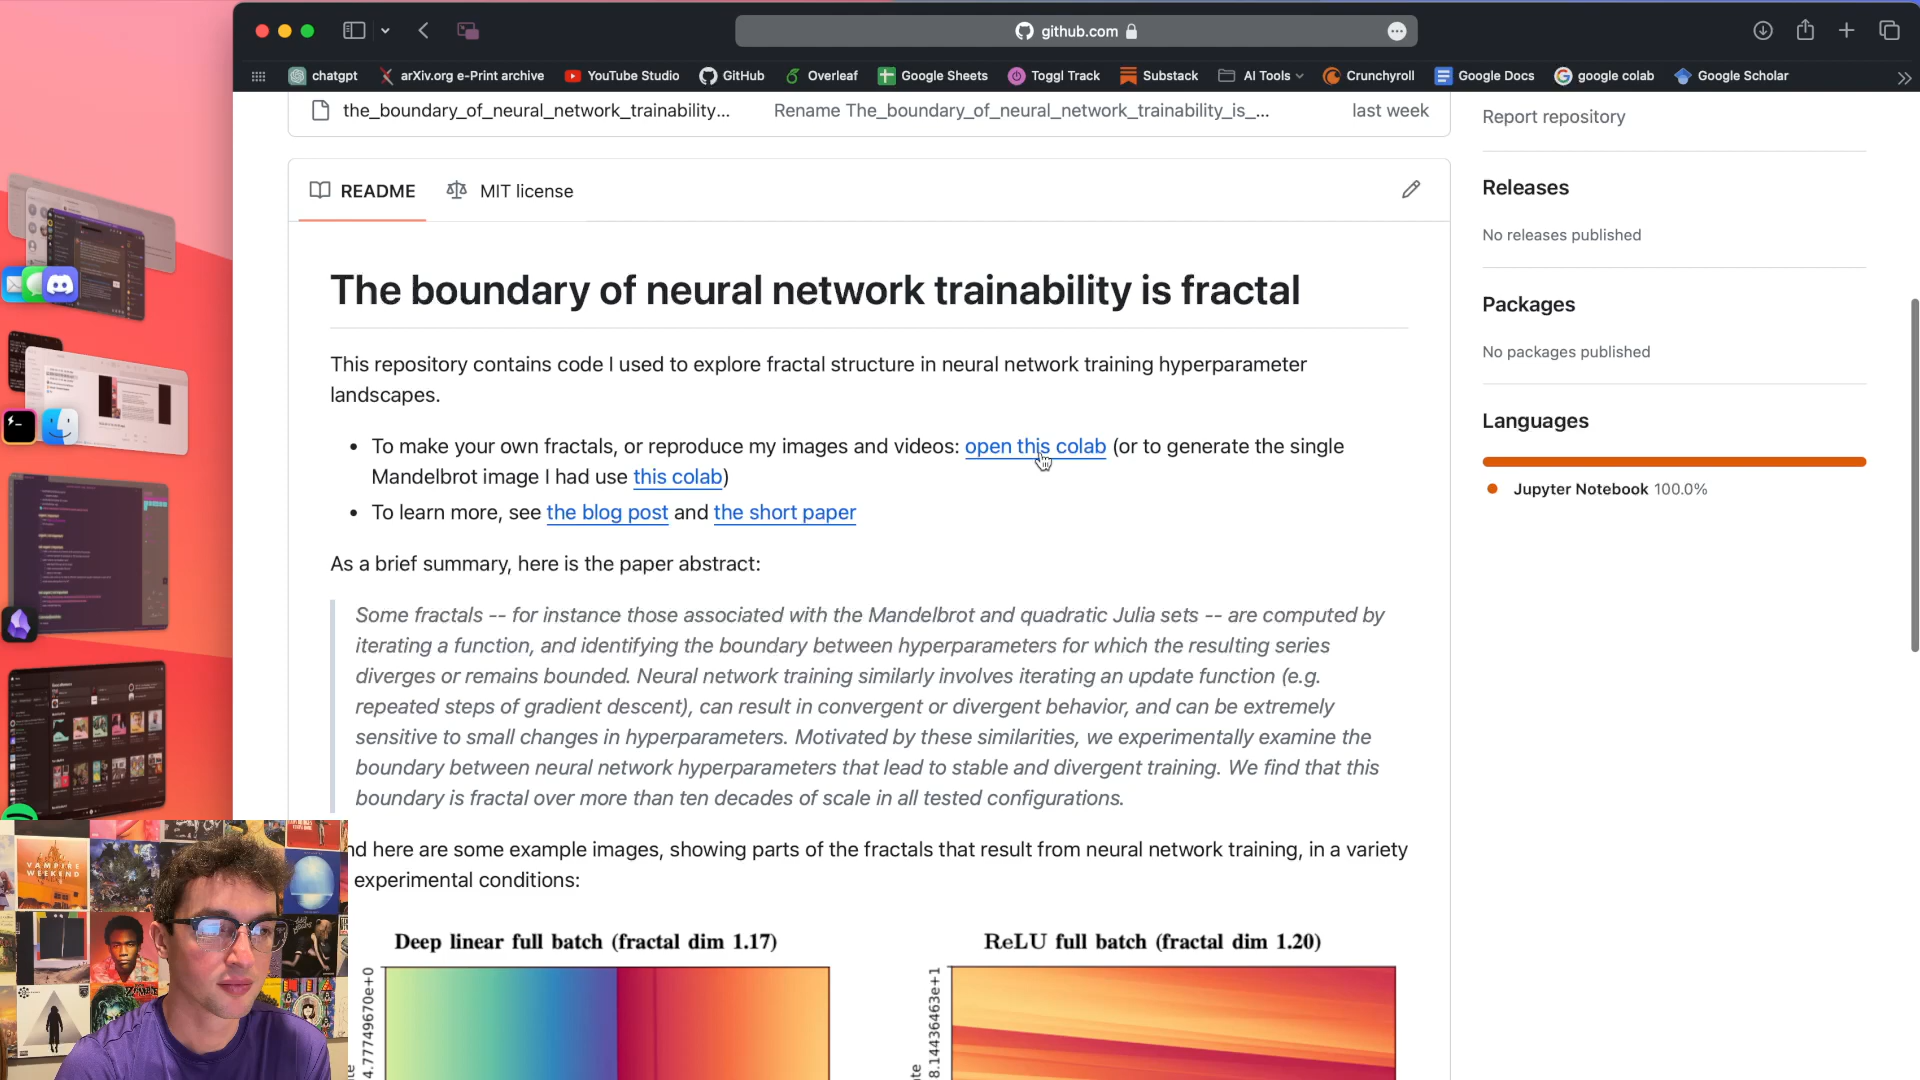 github.com
chatgpt
arXiv.org e-Print archive
YouTube Studio
GitHub
Overleaf
Google Sheets
Toggl Track
Substack
AI Tools
Crunchyroll
Google Docs
google colab
Google Scholar
the_boundary_of_neural_network_trainability...
Rename The_boundary_of_neural_network_trainability_is_...
last week
Report repository
README
MIT license
Releases
No releases published
Packages
No packages published
Languages
Jupyter Notebook 100.0%
The boundary of neural network trainability is fractal
This repository contains code I used to explore fractal structure in neural network training hyperparameter
landscapes.
• To make your own fractals, or reproduce my images and videos: open this colab (or to generate the single
Mandelbrot image I had use this colab)
• To learn more, see the blog post and the short paper
As a brief summary, here is the paper abstract:
Some fractals -- for instance those associated with the Mandelbrot and quadratic Julia sets -- are computed by
iterating a function, and identifying the boundary between hyperparameters for which the resulting series
diverges or remains bounded. Neural network training similarly involves iterating an update function (e.g.
repeated steps of gradient descent), can result in convergent or divergent behavior, and can be extremely
sensitive to small changes in hyperparameters. Motivated by these similarities, we experimentally examine the
boundary between neural network hyperparameters that lead to stable and divergent training. We find that this
boundary is fractal over more than ten decades of scale in all tested configurations.
nd here are some example images, showing parts of the fractals that result from neural network training, in a variety
experimental conditions:
Deep linear full batch (fractal dim 1.17)
ReLU full batch (fractal dim 1.20)
4.77749670e+0
8.14436463e+1
VAMPIRE
WEEKEND